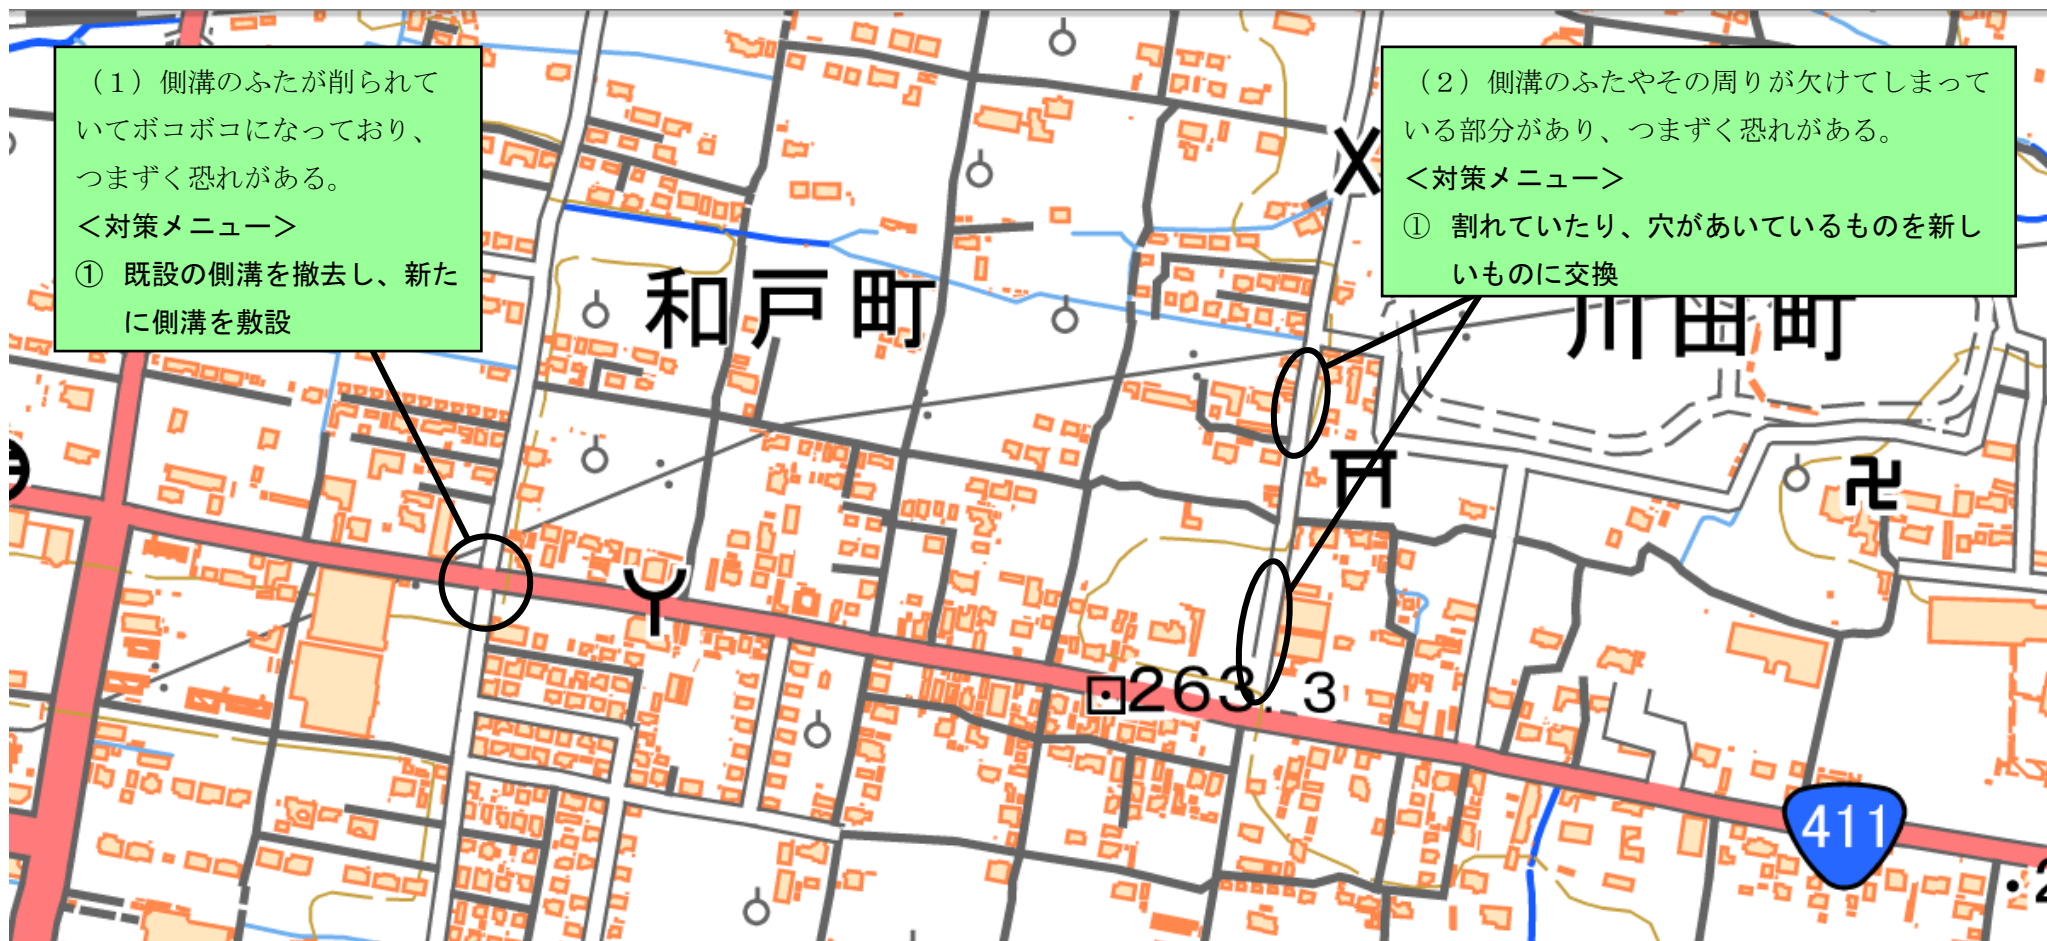 （１）側溝のふたが削られて
いてボコボコになっており、
つまずく恐れがある。
＜対策メニュー＞
① 既設の側溝を撤去し、新た
に側溝を敷設
（２）側溝のふたやその周りが欠けてしまって
いる部分があり、つまずく恐れがある。
＜対策メニュー＞
① 割れていたり、穴があいているものを新し
いものに交換
和戸町
川田町
263.3
411